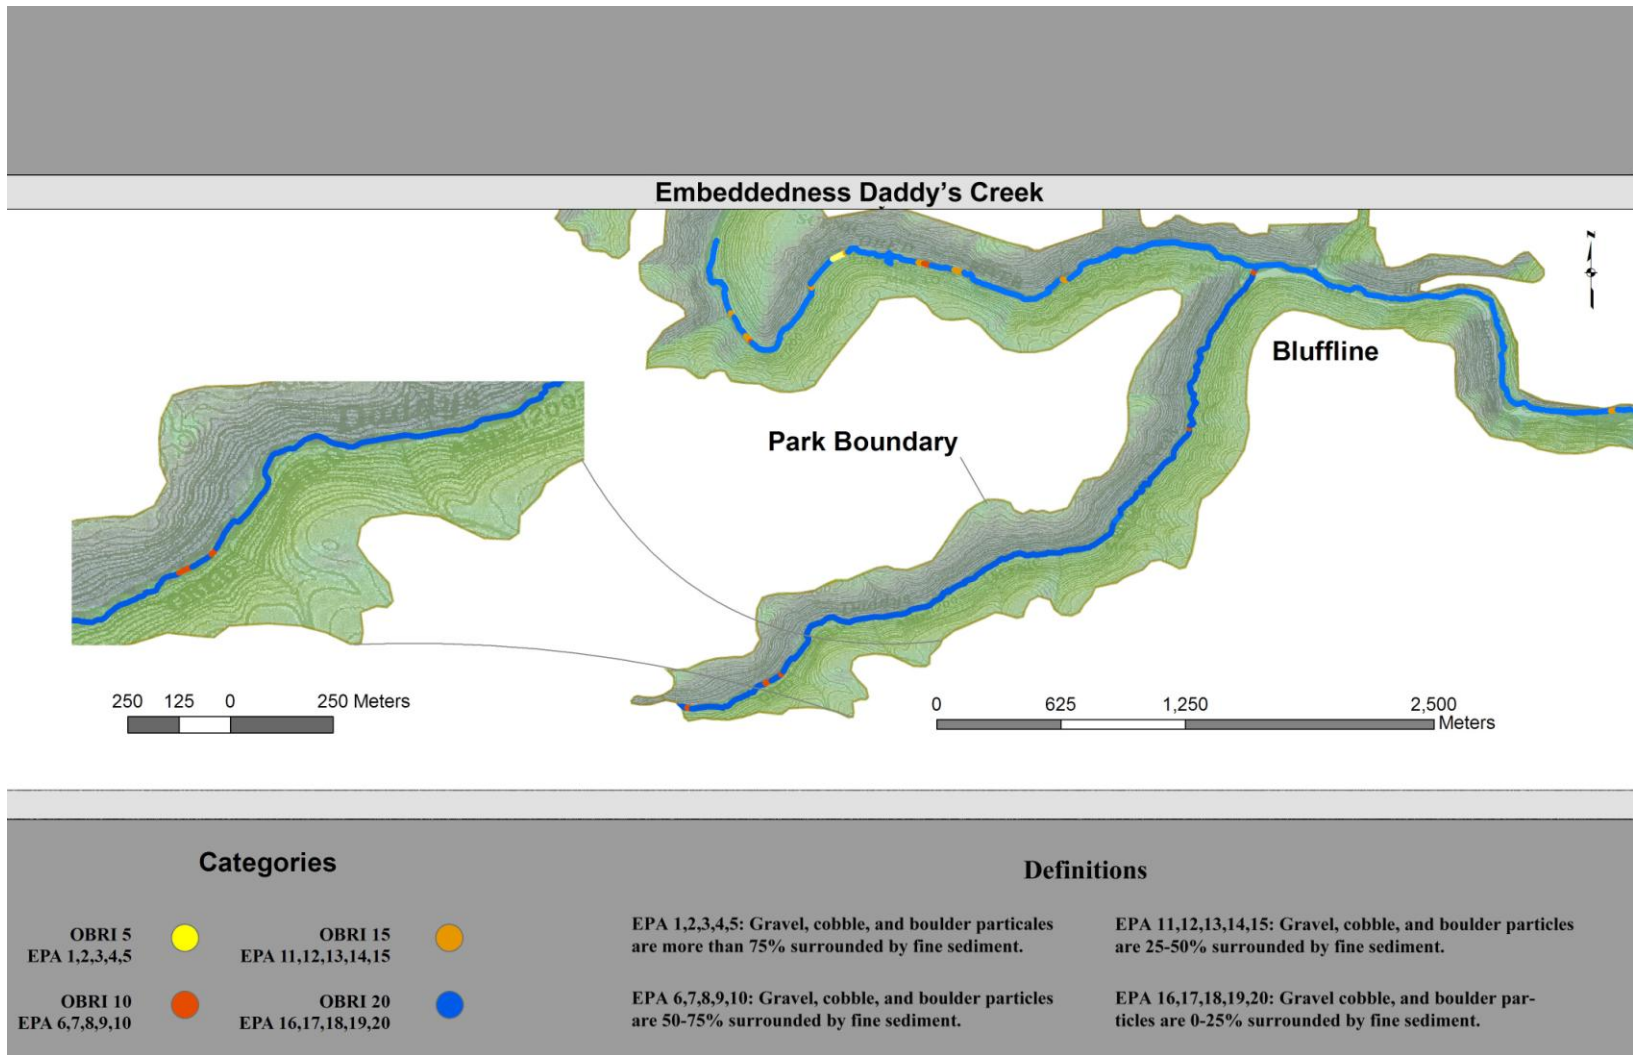 Embeddedness Daddy's Creek
z
Bluffline
Park Boundary
Daddys
Daddys
250 125 0 250 Meters
0 625 1,250 2,500
Meters
Categories
OBRI 5
EPA 1,2,3,4,5
OBRI 15
EPA 11,12,13,14,15
OBRI 10
EPA 6,7,8,9,10
OBRI 20
EPA 16,17,18,19,20
Definitions
EPA 1,2,3,4,5: Gravel, cobble, and boulder particales
are more than 75% surrounded by fine sediment.
EPA 11,12,13,14,15: Gravel, cobble, and boulder particles
are 25-50% surrounded by fine sediment.
EPA 6,7,8,9,10: Gravel, cobble, and boulder particles
are 50-75% surrounded by fine sediment.
EPA 16,17,18,19,20: Gravel cobble, and boulder par-
ticles are 0-25% surrounded by fine sediment.